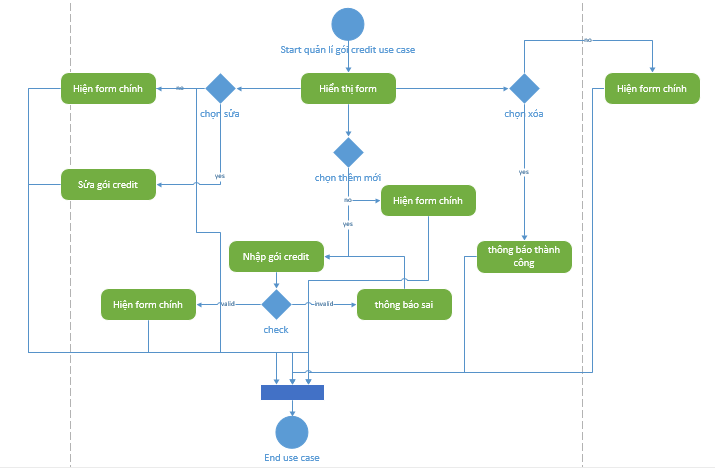 Start quản lí gói credit use case
no
Hiện form chính
no
Hiển thị form
Hiện form chính
chọn sửa
chọn xóa
chọn thêm mới
yes
yes
Sửa gói credit
no
Hiện form chính
yes
Nhập gói credit
thông báo thành
công
Hiện form chính
valid
invalid
thông báo sai
check
End use case